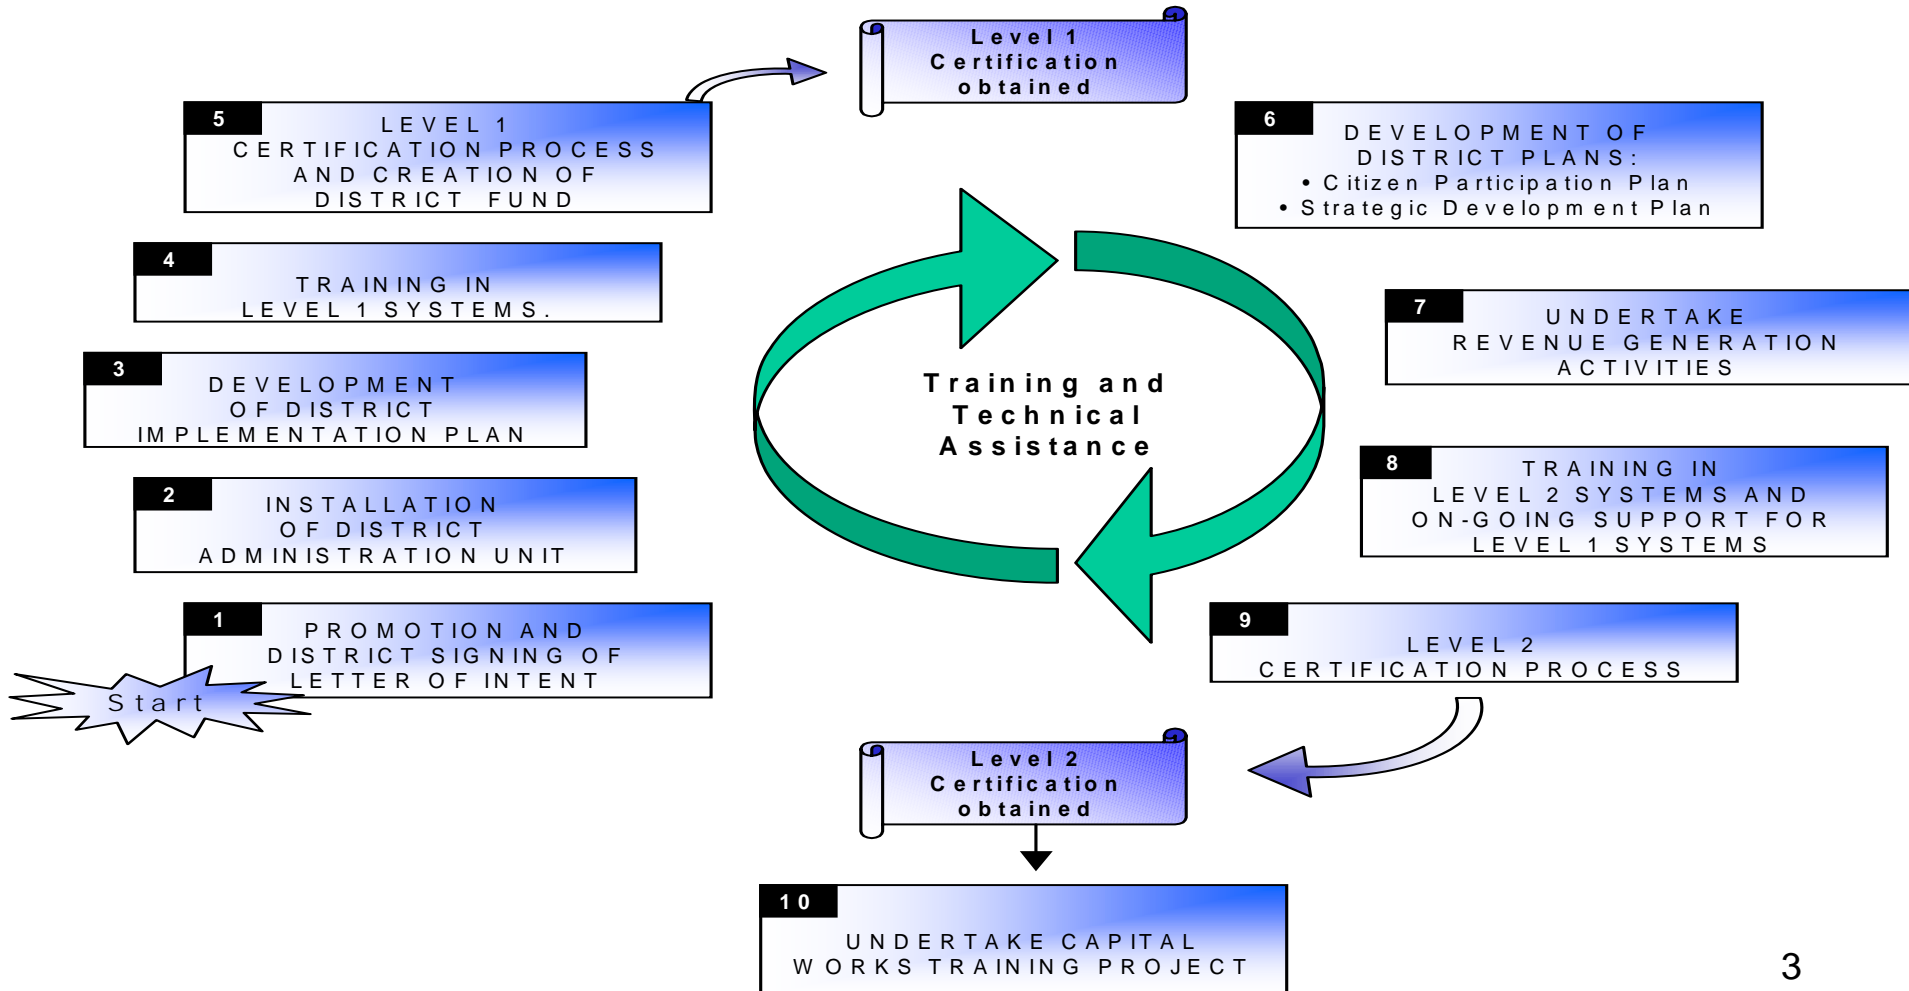 Level 1
Certification
obtained
5
LEVEL 1
CERTIFICATION PROCESS
AND CREATION OF
DISTRICT FUND
6
DEVELOPMENT OF
DISTRICT PLANS:
• Citizen Participation Plan
• Strategic Development Plan
4
TRAINING IN
LEVEL 1 SYSTEMS.
7
UNDERTAKE
REVENUE GENERATION
ACTIVITIES
3
DEVELOPMENT
OF DISTRICT
IMPLEMENTATION PLAN
Training and
Technical
Assistance
8
TRAINING IN
LEVEL 2 SYSTEMS AND
ON-GOING SUPPORT FOR
LEVEL 1 SYSTEMS
2
INSTALLATION
OF DISTRICT
ADMINISTRATION UNIT
1
PROMOTION AND
DISTRICT SIGNING OF
LETTER OF INTENT
Start
9
LEVEL 2
CERTIFICATION PROCESS
Level 2
Certification
obtained
10
UNDERTAKE CAPITAL
WORKS TRAINING PROJECT
3